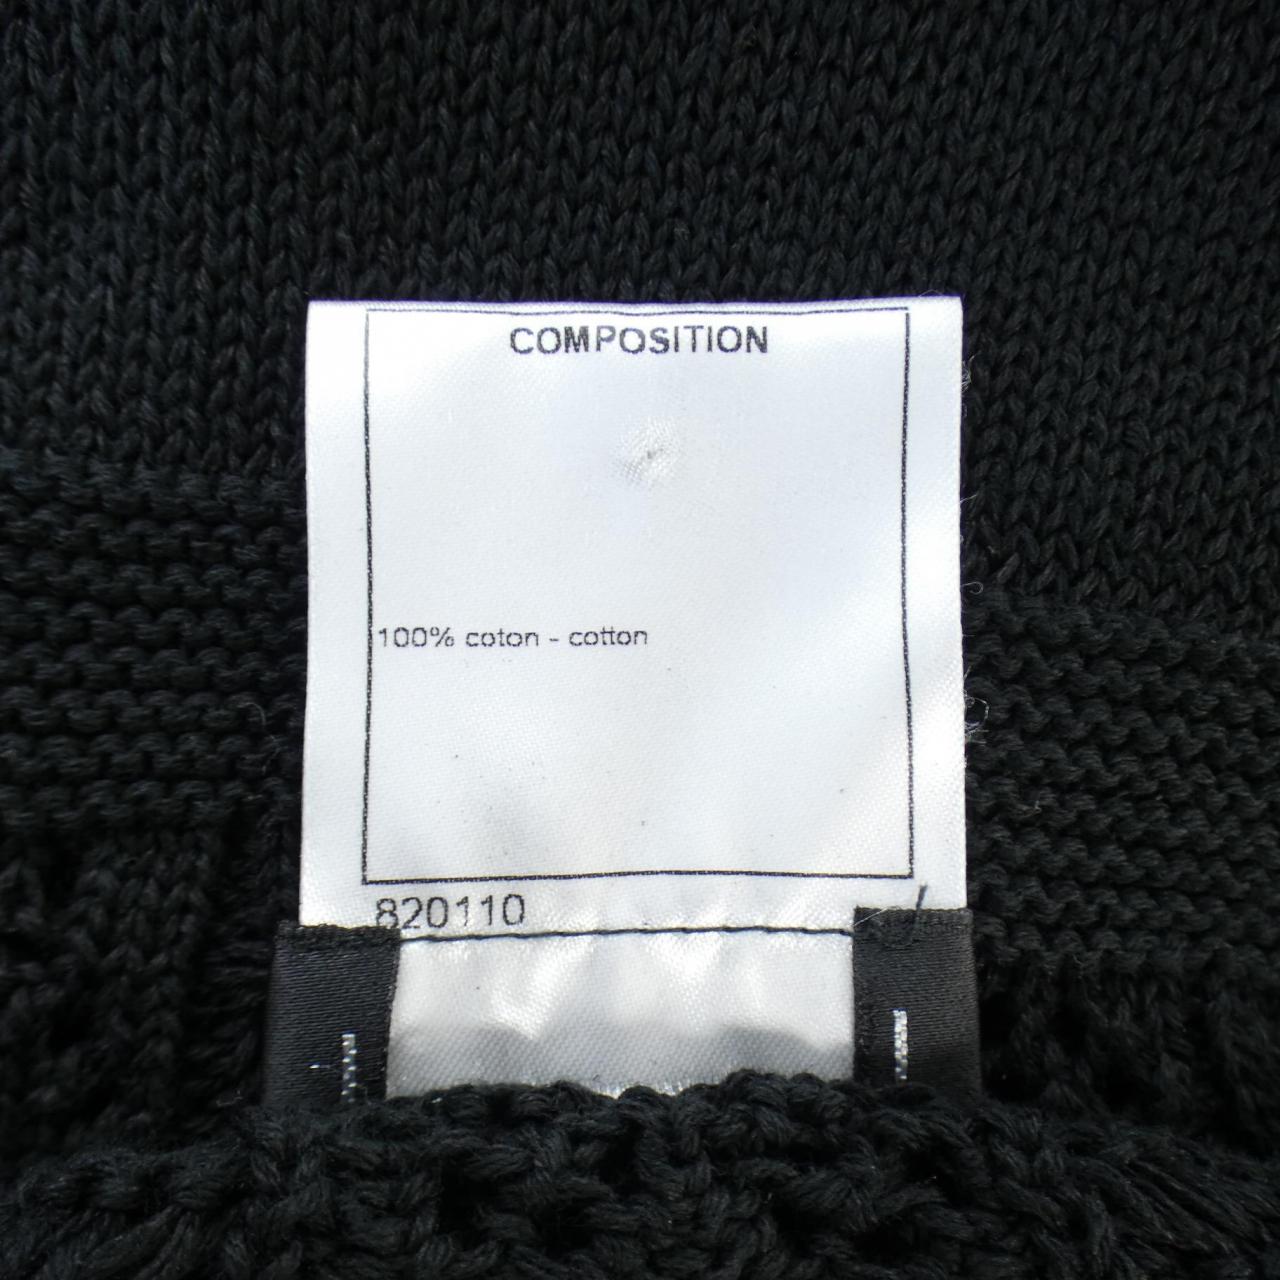 COMPOSITION
100% coton - cotton
820110